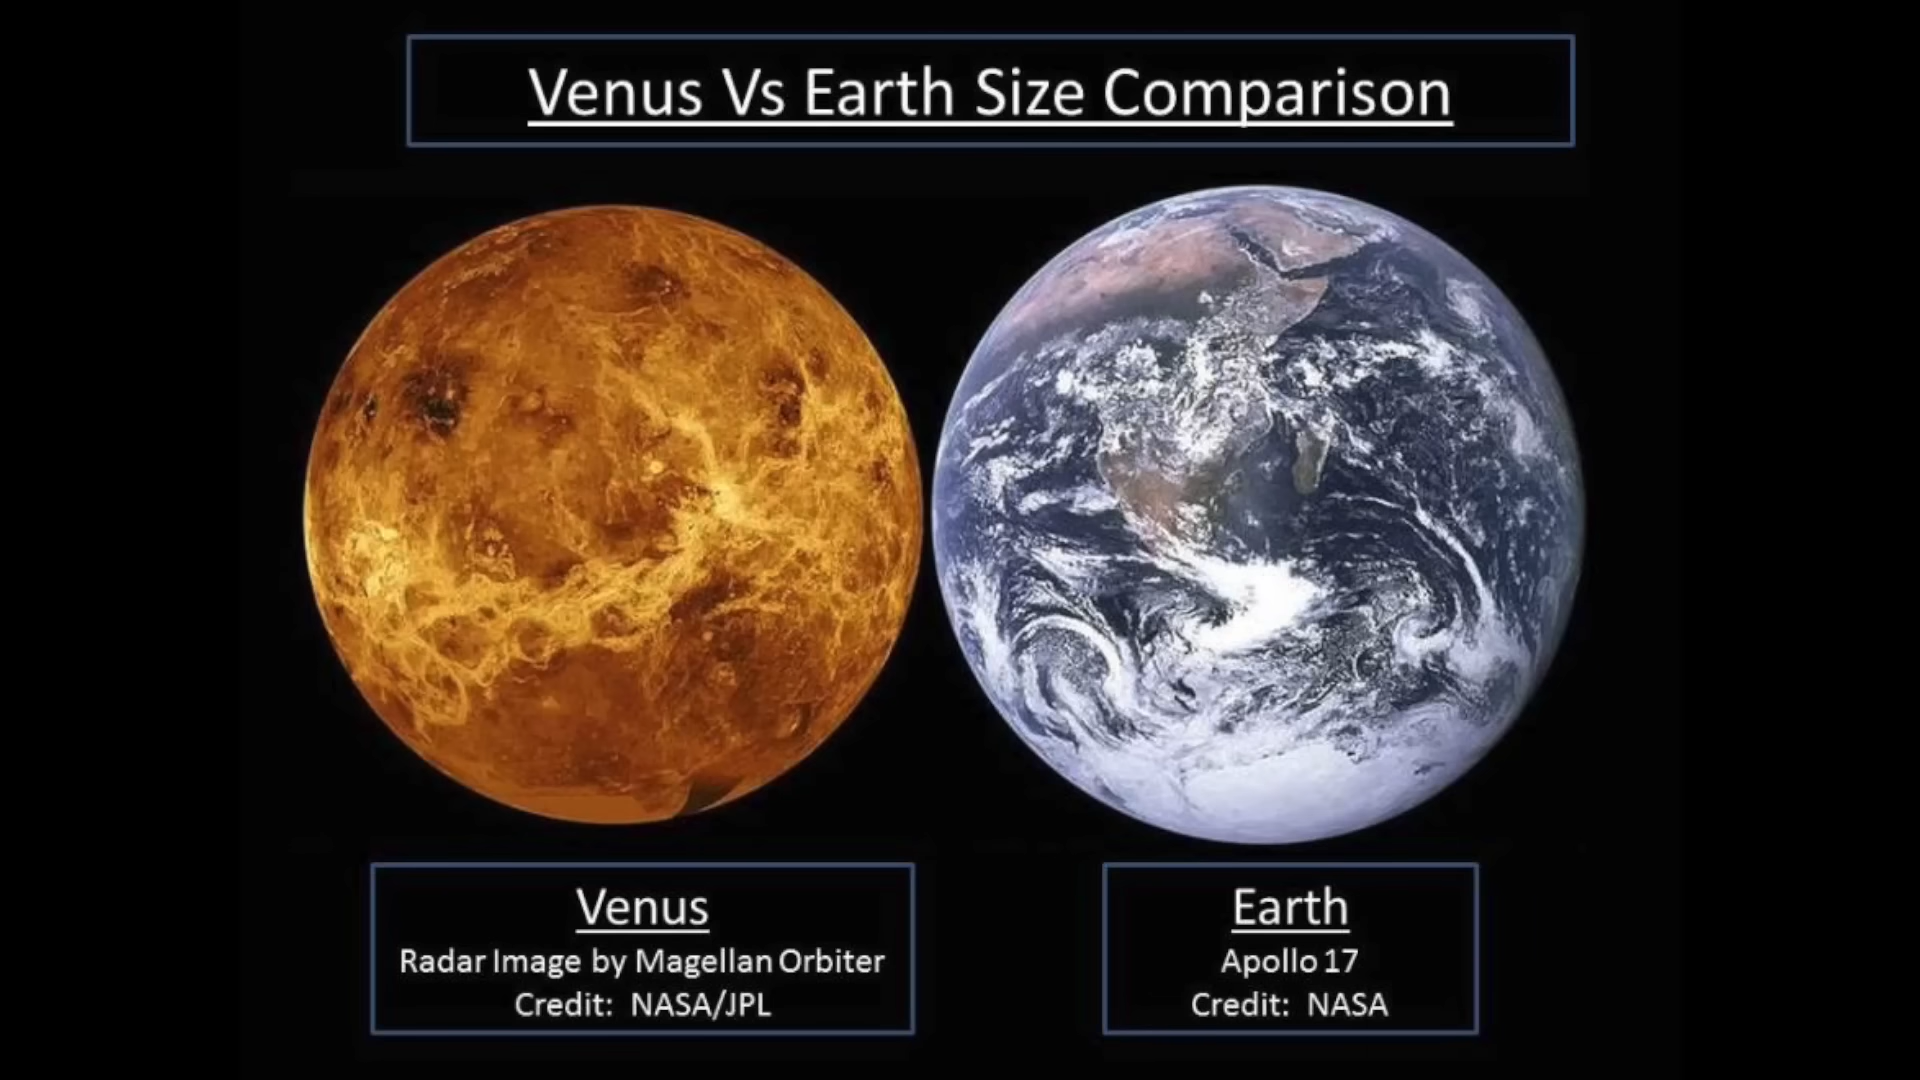 Venus Vs Earth Size Comparison
Venus
Radar Image by Magellan Orbiter
Credit: NASA/JPL
Earth
Apollo 17
Credit: NASA